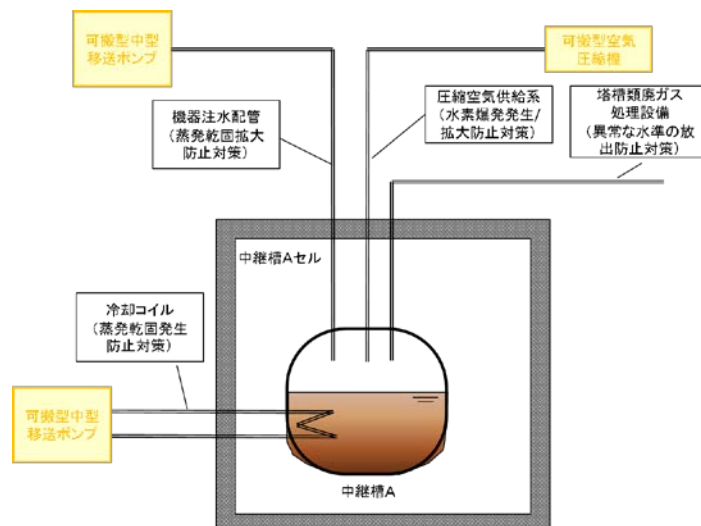 可搬型中型
移送ポンプ
可搬型空気
圧縮機
機器注水配管
(蒸発乾固拡大
防止対策)
圧縮空気供給系
(水素爆発発生/
拡大防止対策)
塔槽類廃ガス
処理設備
(異常な水準の放
出防止対策)
中継槽Aセル
冷却コイル
(蒸発乾固発生
防止対策)
可搬型中型
移送ポンプ
中継槽A